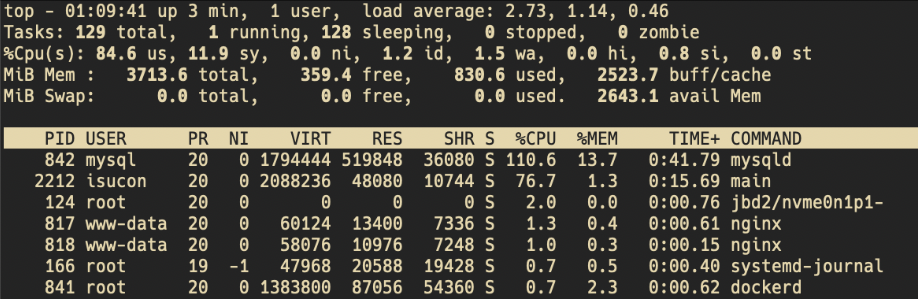 top - 01:09:41 up 3 min,  1 user,  load average: 2.73, 1.14, 0.46
Tasks: 129 total,   1 running, 128 sleeping,   0 stopped,   0 zombie
%Cpu(s): 84.6 us, 11.9 sy,  0.0 ni,  1.2 id,  1.5 wa,  0.0 hi,  0.8 si,  0.0 st
MiB Mem :   3713.6 total,    359.4 free,    830.6 used,   2523.7 buff/cache
MiB Swap:      0.0 total,      0.0 free,      0.0 used.   2643.1 avail Mem
PID USER      PR  NI    VIRT    RES    SHR S  %CPU  %MEM     TIME+ COMMAND
842 mysql     20   0 1794444 519848  36080 S 110.6  13.7   0:41.79 mysqld
2212 isucon    20   0 2088236  48080  10744 S  76.7   1.3   0:15.69 main
124 root      20   0       0      0      0 S   2.0   0.0   0:00.76 jbd2/nvme0n1p1-
817 www-data  20   0   60124  13400   7336 S   1.3   0.4   0:00.61 nginx
818 www-data  20   0   58076  10976   7248 S   1.0   0.3   0:00.15 nginx
166 root      19  -1   47968  20588  19428 S   0.7   0.5   0:00.40 systemd-journal
841 root      20   0 1383800  87056  54360 S   0.7   2.3   0:00.62 dockerd